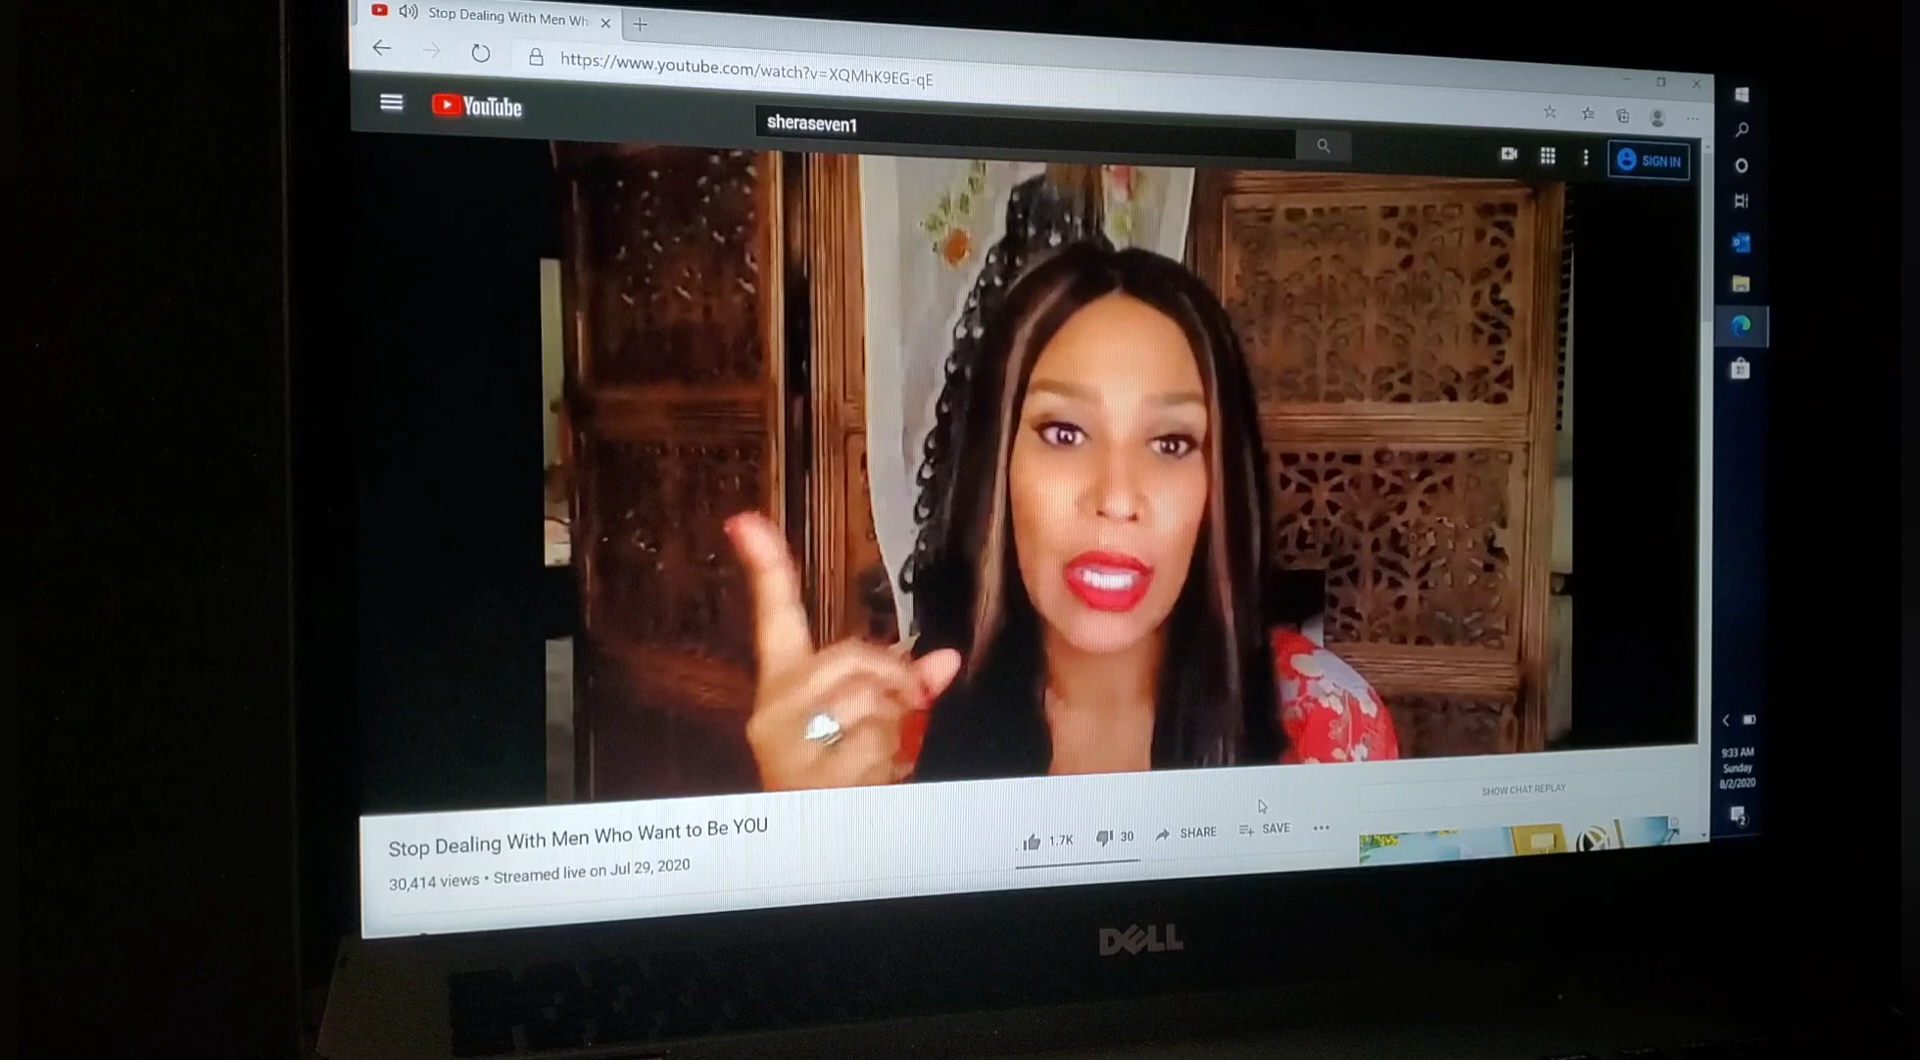 Stop Dealing With Men Wh
https://www.youtube.com/watch?v=XQMhK9EG-qE
YouTube
sheraseven1
SIGN IN
9:33 AM
Sunday
8/2/2020
2
SHOW CHAT REPLAY
Stop Dealing With Men Who Want to Be YOU
30,414 views • Streamed live on Jul 29, 2020
1.7K
30
SHARE
SAVE
DELL